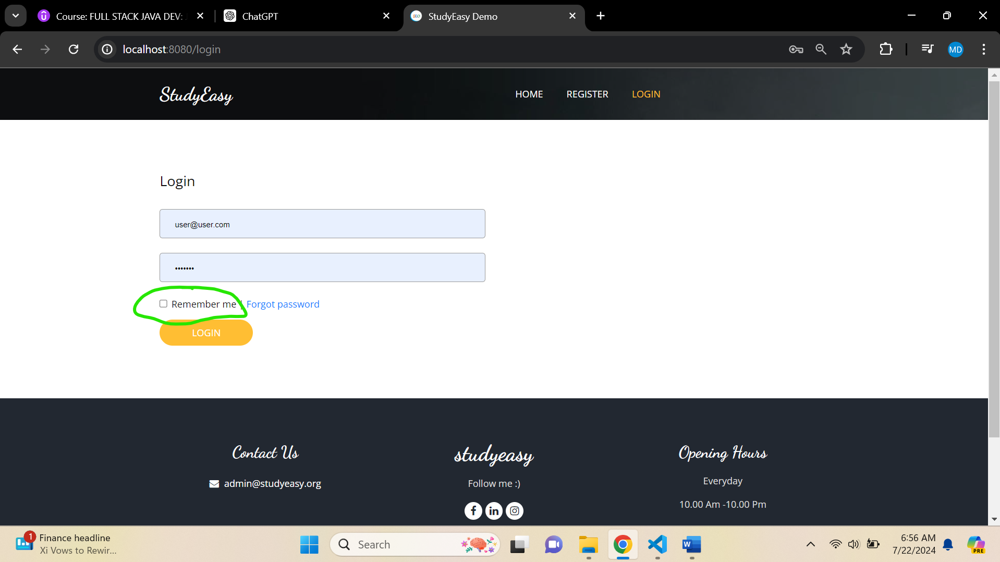 Course: FULL STACK JAVA DEV:
ChatGPT
StudyEasy Demo
localhost:8080/login
MD
StudyEasy
HOME
REGISTER
LOGIN
Login
user@user.com
•••••••
Remember me | Forgot password
LOGIN
Contact Us
admin@studyeasy.org
studyeasy
Follow me :)
Opening Hours
Everyday
10.00 Am -10.00 Pm
1
Finance headline
Xi Vows to Rewir...
Search
6:56 AM
7/22/2024
PRE